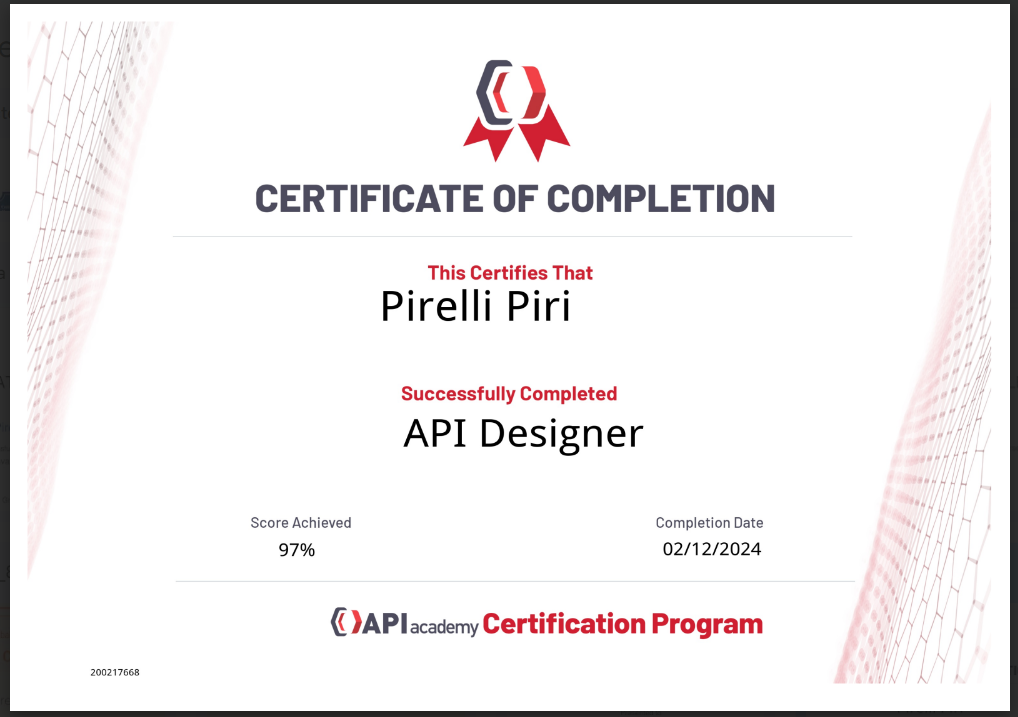 CERTIFICATE OF COMPLETION
This Certifies That
Pirelli Piri
Successfully Completed
API Designer
Score Achieved
Completion Date
97%
02/12/2024
API academy Certification Program
200217668